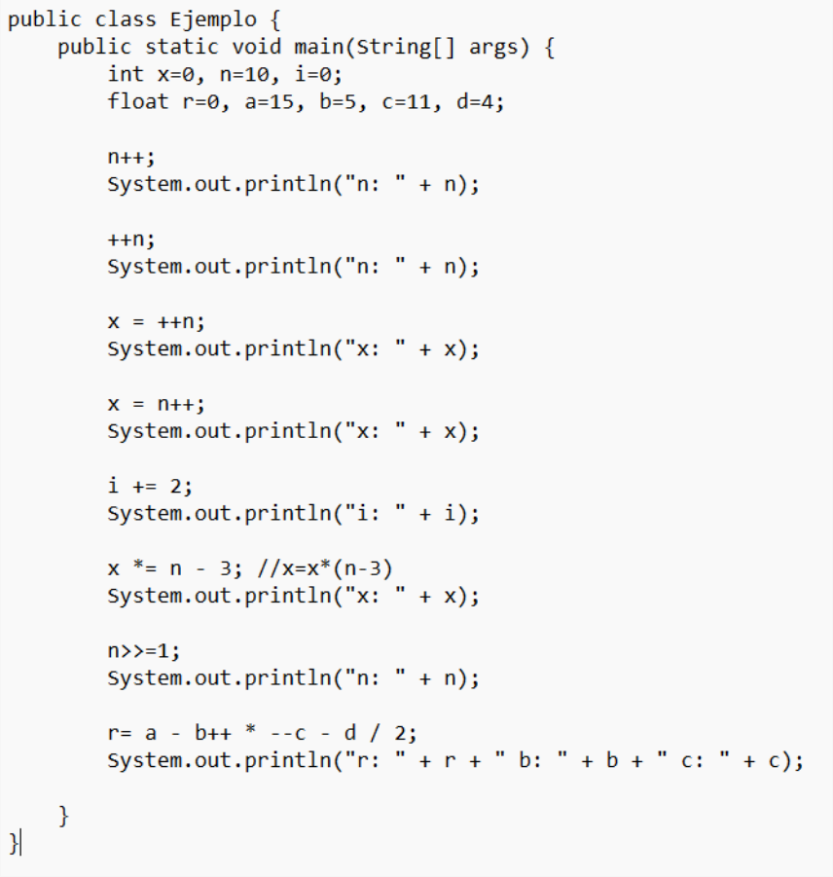 public class Ejemplo {
    public static void main(String[] args) {
        int x=0, n=10, i=0;
        float r=0, a=15, b=5, c=11, d=4;

        n++;
        System.out.println("n: " + n);

        ++n;
        System.out.println("n: " + n);

        x = ++n;
        System.out.println("x: " + x);

        x = n++;
        System.out.println("x: " + x);

        i += 2;
        System.out.println("i: " + i);

        x *= n - 3; //x=x*(n-3)
        System.out.println("x: " + x);

        n>>=1;
        System.out.println("n: " + n);

        r= a - b++ * --c - d / 2;
        System.out.println("r: " + r + " b: " + b + " c: " + c);

    }
}